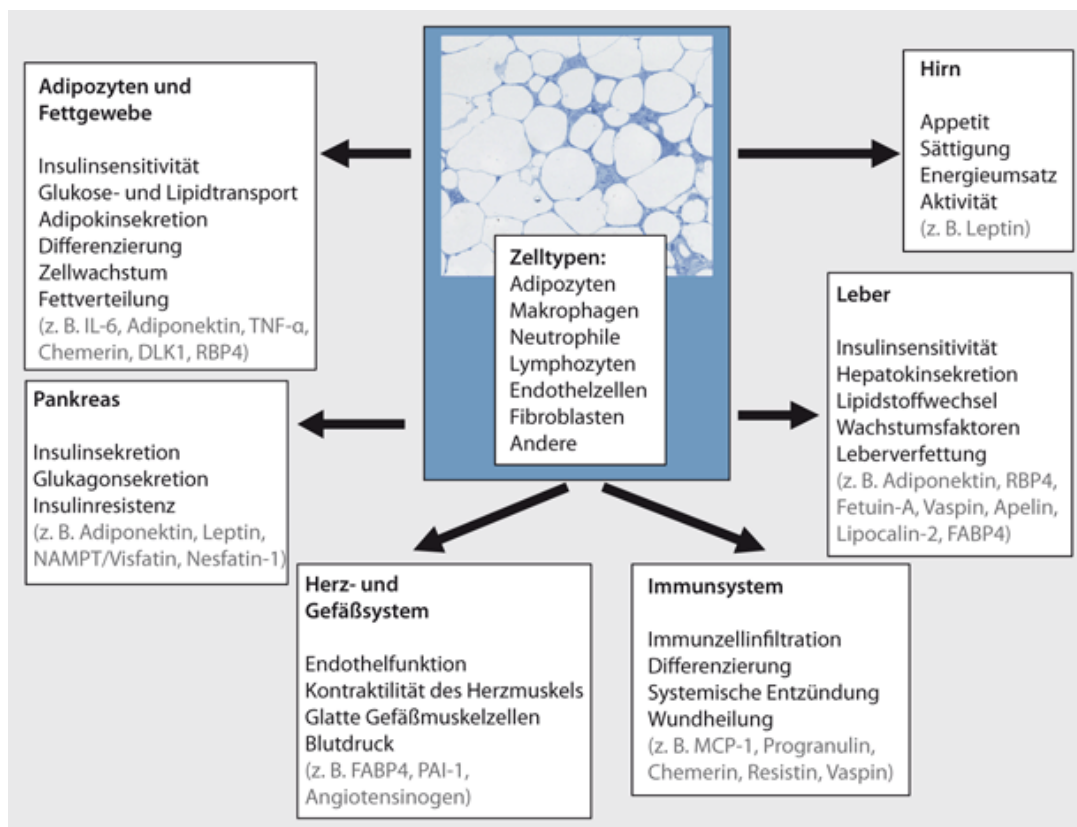 Adipozyten und
Fettgewebe
Insulinsensitivität
Glukose- und Lipidtransport
Adipokinsekretion
Differenzierung
Zellwachstum
Fettverteilung
(z. B. IL-6, Adiponektin, TNF-α,
Chemerin, DLK1, RBP4)
Pankreas
Insulinsekretion
Glukagonsekretion
Insulinresistenz
(z. B. Adiponektin, Leptin,
NAMPT/Visfatin, Nesfatin-1)
Zelltypen:
Adipozyten
Makrophagen
Neutrophile
Lymphozyten
Endothelzellen
Fibroblasten
Andere
Hirn
Appetit
Sättigung
Energieumsatz
Aktivität
(z. B. Leptin)
Leber
Insulinsensitivität
Hepatokinsekretion
Lipidstoffwechsel
Wachstumsfaktoren
Leberverfettung
(z. B. Adiponektin, RBP4,
Fetuin-A, Vaspin, Apelin,
Lipocalin-2, FABP4)
Herz- und
Gefäßsystem
Endothelfunktion
Kontraktilität des Herzmuskels
Glatte Gefäßmuskelzellen
Blutdruck
(z. B. FABP4, PAI-1,
Angiotensinogen)
Immunsystem
Immunzellinfiltration
Differenzierung
Systemische Entzündung
Wundheilung
(z. B. MCP-1, Progranulin,
Chemerin, Resistin, Vaspin)